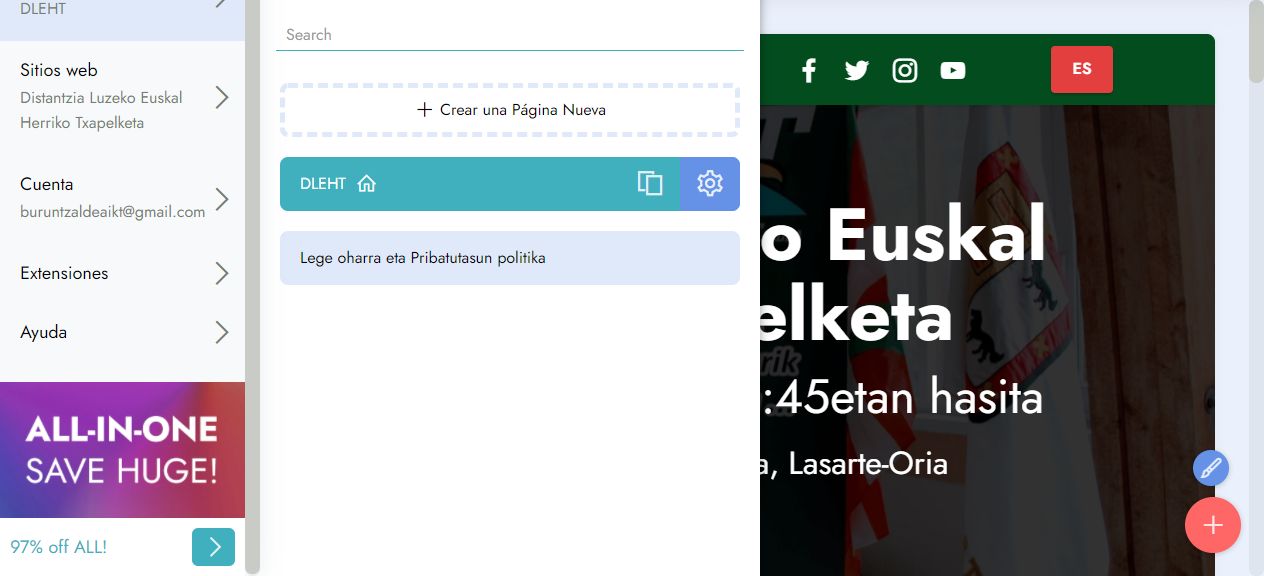 DLEHT
Sitios web
Distantzia Luzeko Euskal
Herriko Txapelketa
Cuenta
buruntzaldeaikt@gmail.com
Extensiones
Ayuda
ALL-IN-ONE
SAVE HUGE!
97% off ALL!
Search
Crear una Página Nueva
DLEHT
Lege oharra eta Pribatutasun politika
ES
o Euskal
elketa
rik
:45etan hasita
a, Lasarte-Oria